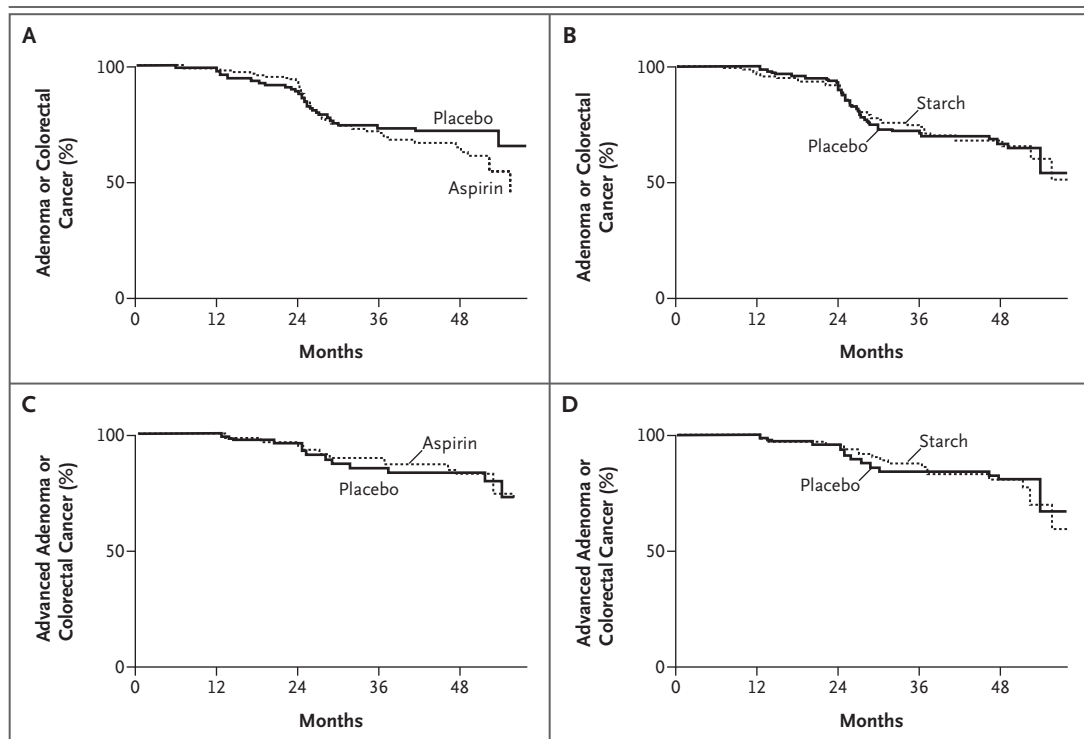 A
Adenoma or Colorectal
Cancer (%)
100
50
0
Placebo
Aspirin
0 12 24 36 48
Months
B
Adenoma or Colorectal
Cancer (%)
100
50
0
Starch
Placebo
0 12 24 36 48
Months
C
Advanced Adenoma or
Colorectal Cancer (%)
100
50
0
Aspirin
Placebo
0 12 24 36 48
Months
D
Advanced Adenoma or
Colorectal Cancer (%)
100
50
0
Starch
Placebo
0 12 24 36 48
Months